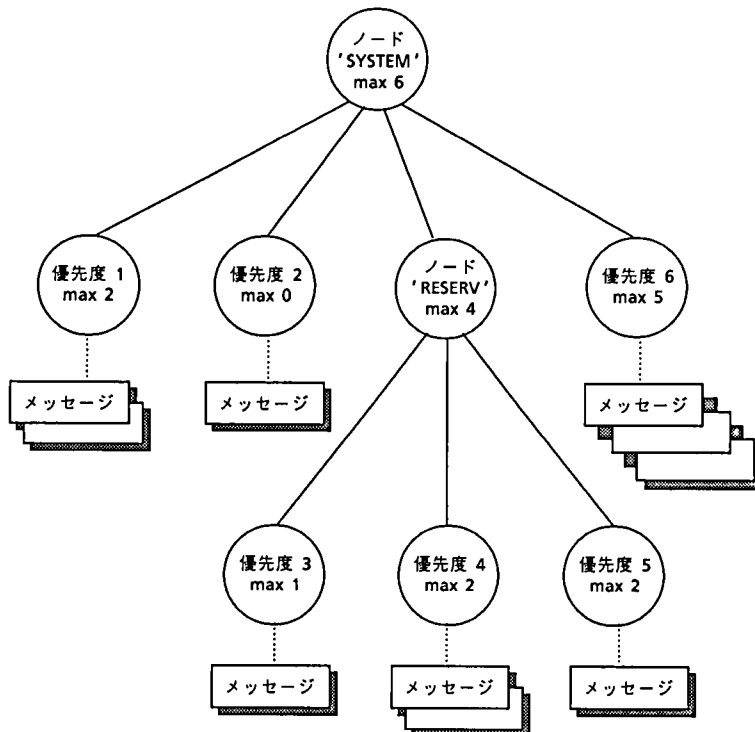 ノード
'SYSTEM'
max 6
優先度 1
max 2
優先度 2
max 0
ノード
'RESERV'
max 4
優先度 6
max 5
メッセージ
メッセージ
メッセージ
優先度 3
max 1
優先度 4
max 2
優先度 5
max 2
メッセージ
メッセージ
メッセージ